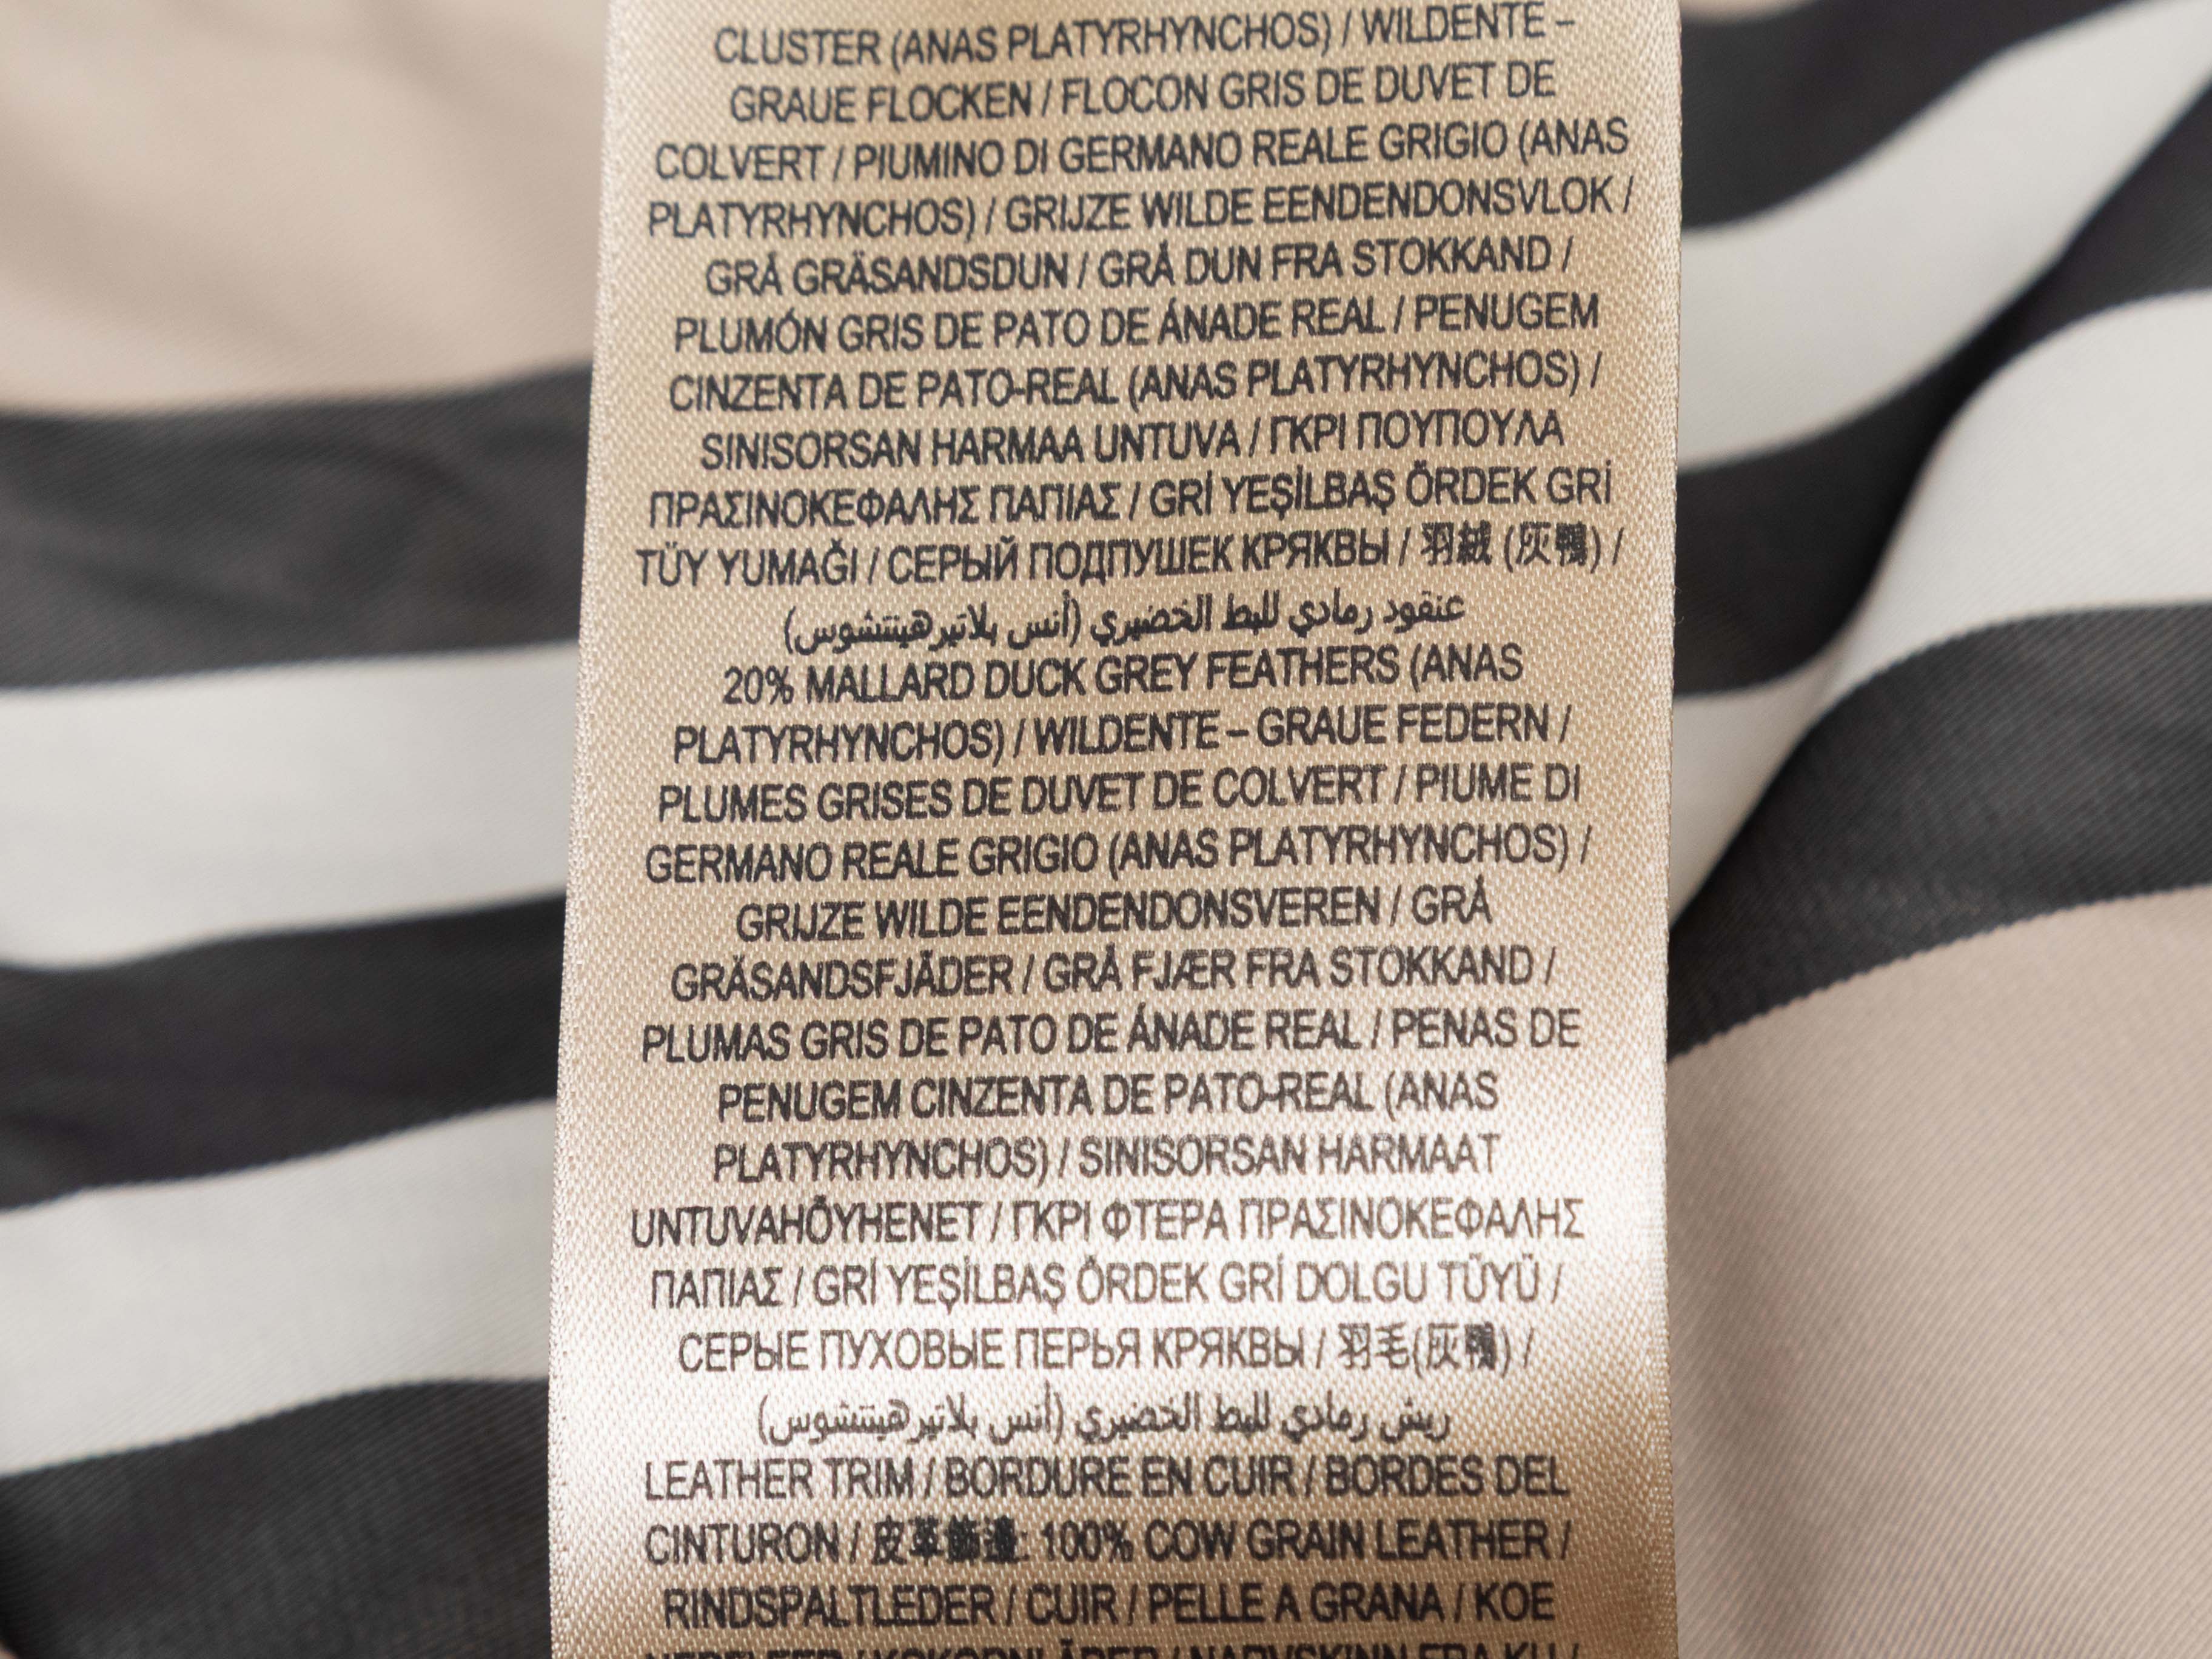 CLUSTER (ANAS PLATYRHYNCHOS) / WILDENTE –
GRAUE FLOCKEN / FLOCON GRIS DE DUVET DE
COLVERT / PIUMINO DI GERMANO REALE GRIGIO (ANAS
PLATYRHYNCHOS) / GRIJZE WILDE EENDENDONSVLOK /
GRÅ GRÄSANDSDUN / GRÅ DUN FRA STOKKAND /
PLUMÓN GRIS DE PATO DE ÁNADE REAL / PENUGEM
CINZENTA DE PATO-REAL (ANAS PLATYRHYNCHOS) /
SINISORSAN HARMAA UNTUVA / ΓΚΡΙ ΠΟΥΠΟΥΛΑ
ΠΡΑΣΙΝΟΚΕΦΑΛΗΣ ΠΑΠΙΑΣ / GRİ YEŞİLBAŞ ÖRDEK GRİ
TÜY YUMAĞI / СЕРЫЙ ПОДПУШЕК КРЯКВЫ / 羽絨 (灰鴨) /
عنقود رمادي للبط الخضيري (أنس بلاتيرهينتشوس)
20% MALLARD DUCK GREY FEATHERS (ANAS
PLATYRHYNCHOS) / WILDENTE – GRAUE FEDERN /
PLUMES GRISES DE DUVET DE COLVERT / PIUME DI
GERMANO REALE GRIGIO (ANAS PLATYRHYNCHOS) /
GRIJZE WILDE EENDENDONSVEREN / GRÅ
GRÄSANDSFJÄDER / GRÅ FJÆR FRA STOKKAND /
PLUMAS GRIS DE PATO DE ÁNADE REAL / PENAS DE
PENUGEM CINZENTA DE PATO-REAL (ANAS
PLATYRHYNCHOS) / SINISORSAN HARMAAT
UNTUVAHÖYHENET / ΓΚΡΙ ΦΤΕΡΑ ΠΡΑΣΙΝΟΚΕΦΑΛΗΣ
ΠΑΠΙΑΣ / GRİ YEŞİLBAŞ ÖRDEK GRİ DOLGU TÜYÜ /
СЕРЫЕ ПУХОВЫЕ ПЕРЬЯ КРЯКВЫ / 羽毛(灰鴨) /
ريش رمادي للبط الخضيري (أنس بلاتيرهينتشوس)
LEATHER TRIM / BORDURE EN CUIR / BORDES DEL
CINTURON / 皮革飾邊: 100% COW GRAIN LEATHER /
RINDSPALTLEDER / CUIR / PELLE A GRANA / KOE